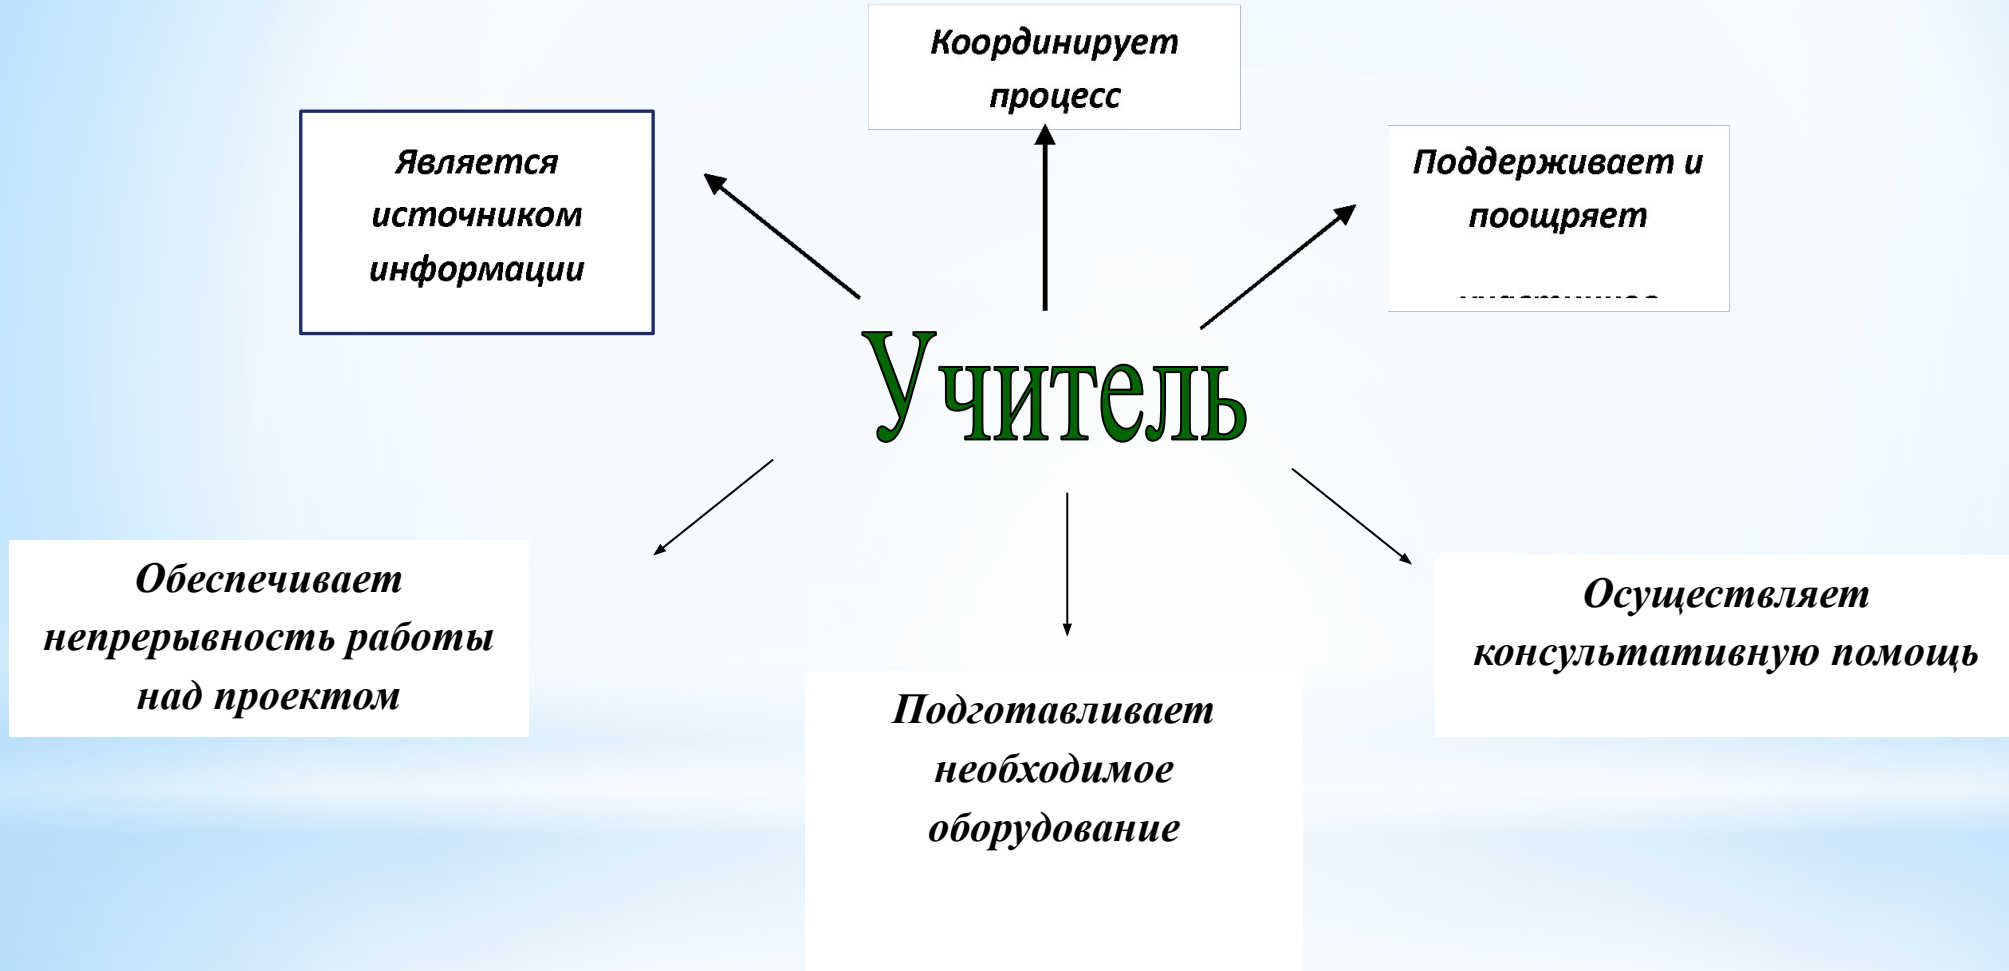 Координирует
процесс
Является
источником
информации
Поддерживает и
поощряет
Учитель
Обеспечивает
непрерывность работы
над проектом
Подготавливает
необходимое
оборудование
Осуществляет
консультативную помощь